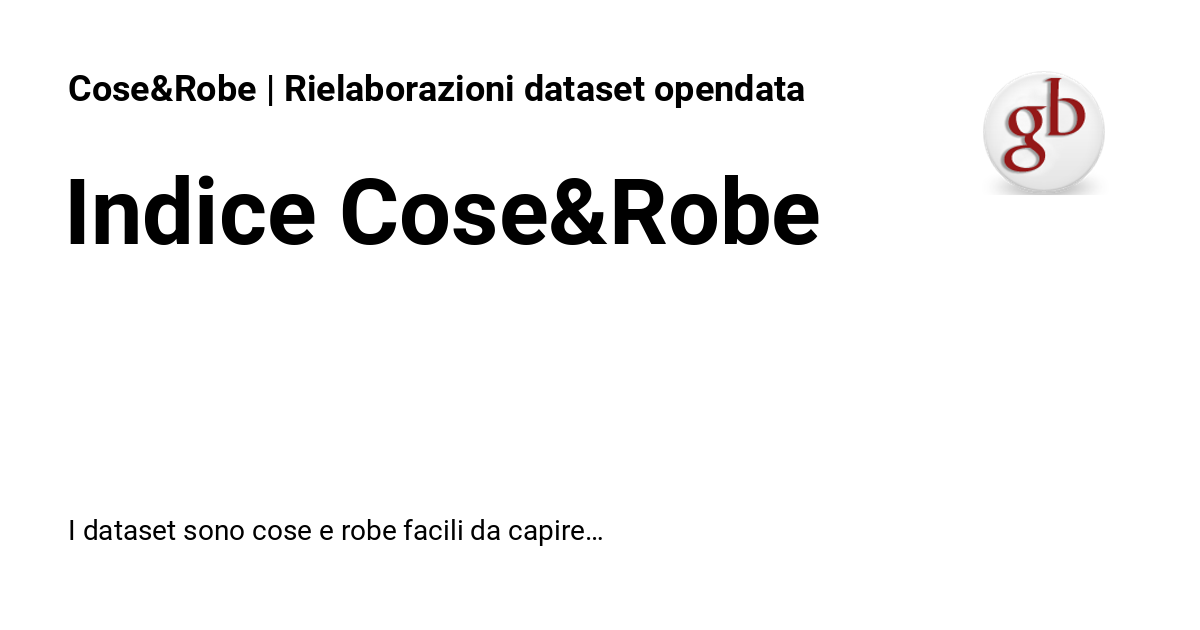 Cose&Robe | Rielaborazioni dataset opendata
gb
Indice Cose&Robe
I dataset sono cose e robe facili da capire…